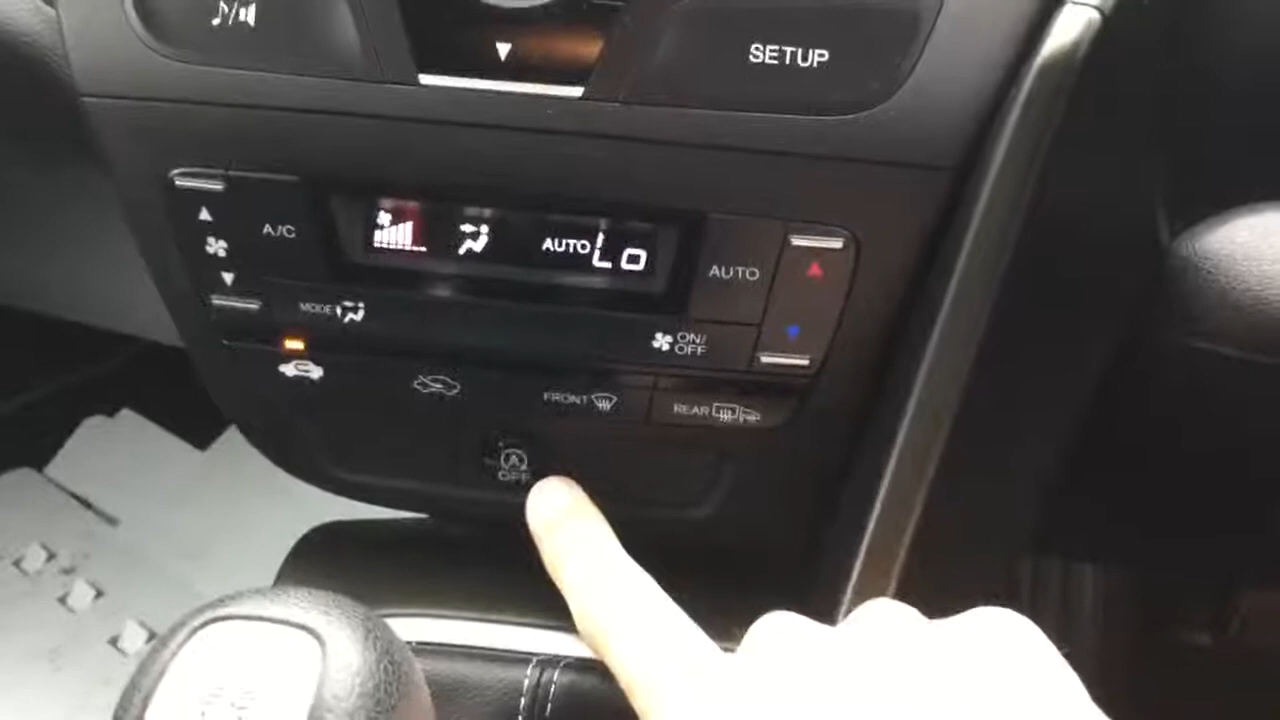 SETUP
A/C
AUTO Lo
AUTO
MODE
ON/
OFF
FRONT
REAR
A
OFF